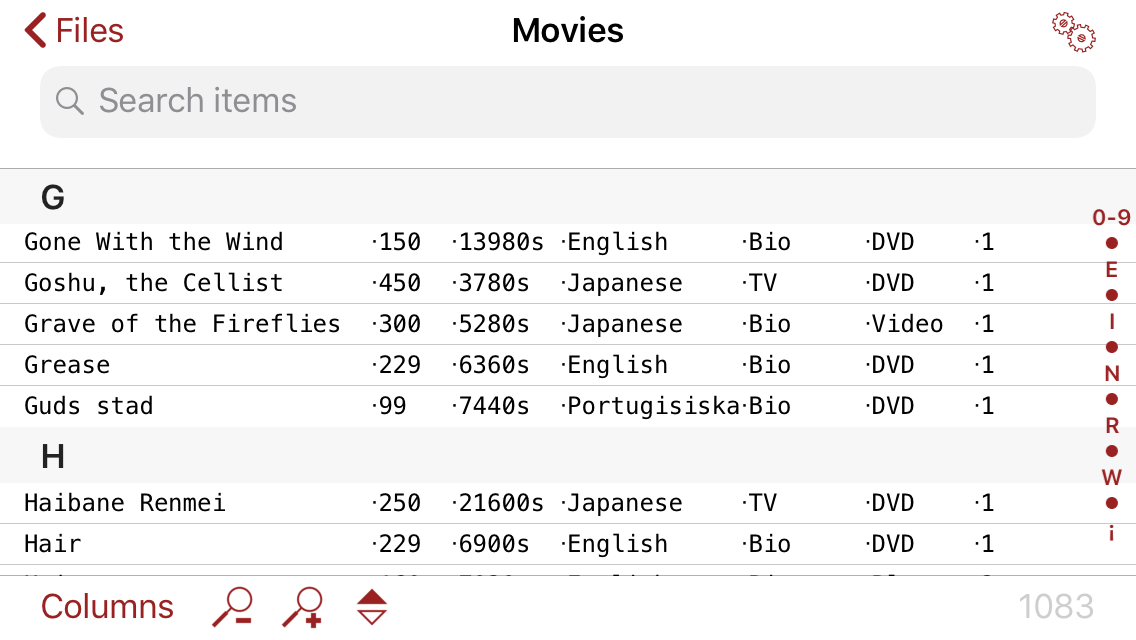 Files Movies
Search items
G
0-9
Gone With the Wind ·150 ·13980s ·English ·Bio ·DVD ·1
E
Goshu, the Cellist ·450 ·3780s ·Japanese ·TV ·DVD ·1
Grave of the Fireflies ·300 ·5280s ·Japanese ·Bio ·Video ·1
I
Grease ·229 ·6360s ·English ·Bio ·DVD ·1
N
Guds stad ·99 ·7440s ·Portugisiska·Bio ·DVD ·1
R
H
W
Haibane Renmei ·250 ·21600s ·Japanese ·TV ·DVD ·1
Hair ·229 ·6900s ·English ·Bio ·DVD ·1
¡
Columns 1083